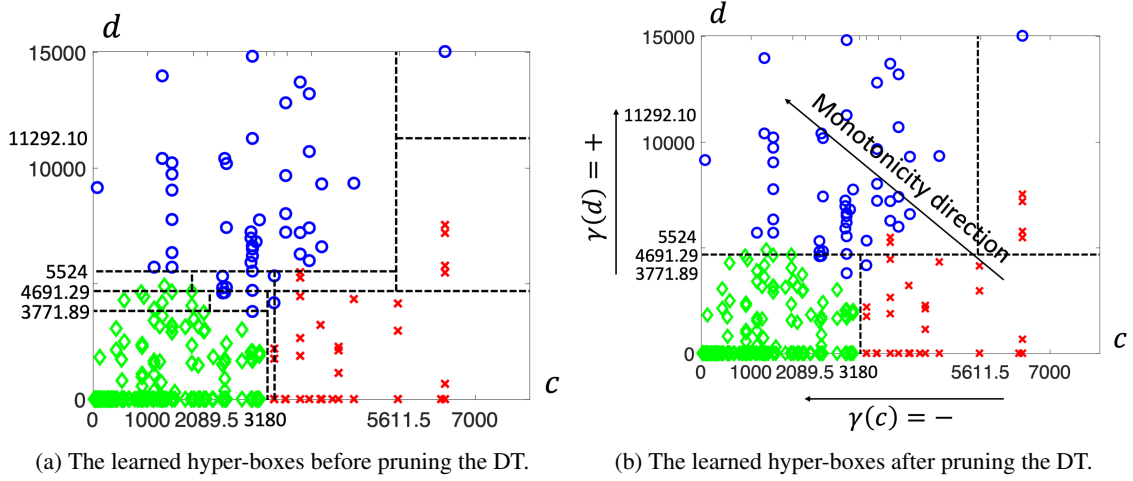 d
15000
11292.10
10000
5524
4691.29
3771.89
0
0 1000 2089.5 3180 5611.5 7000
c
(a) The learned hyper-boxes before pruning the DT.
d
15000
11292.10
10000
5524
4691.29
3771.89
0
0 1000 2089.5 3180 5611.5 7000
c
γ(d) = +
Monotonicity direction
γ(c) = −
(b) The learned hyper-boxes after pruning the DT.